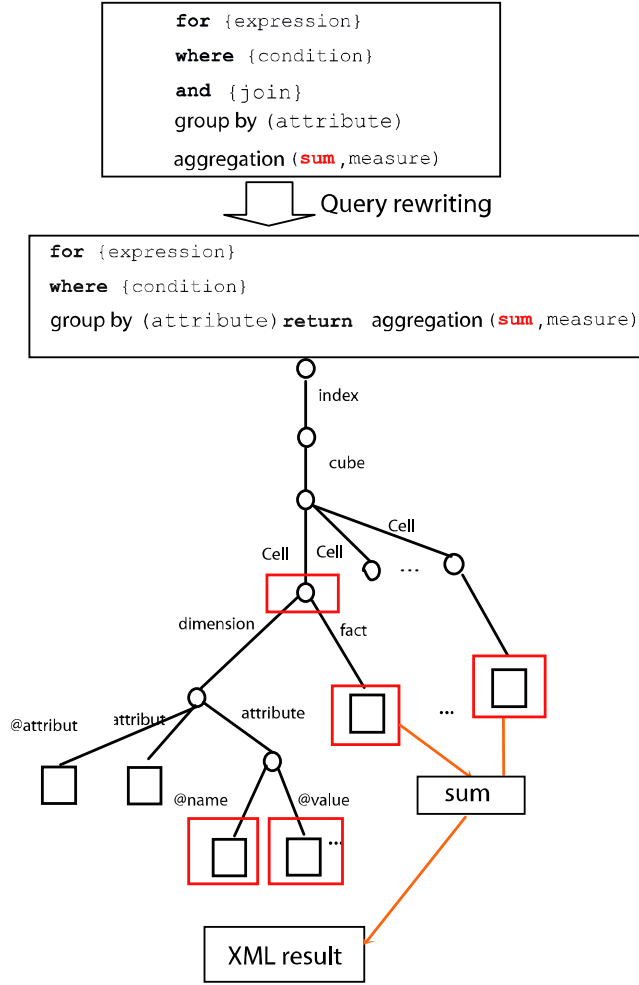 for {expression}
where {condition}
and {join}
group by (attribute)
aggregation (sum,measure)
Query rewriting
for {expression}
where {condition}
group by (attribute) return aggregation (sum,measure)
index
cube
Cell
Cell Cell
...
dimension
fact
@attribut attribut attribute
...
@name @value
sum
...
XML result